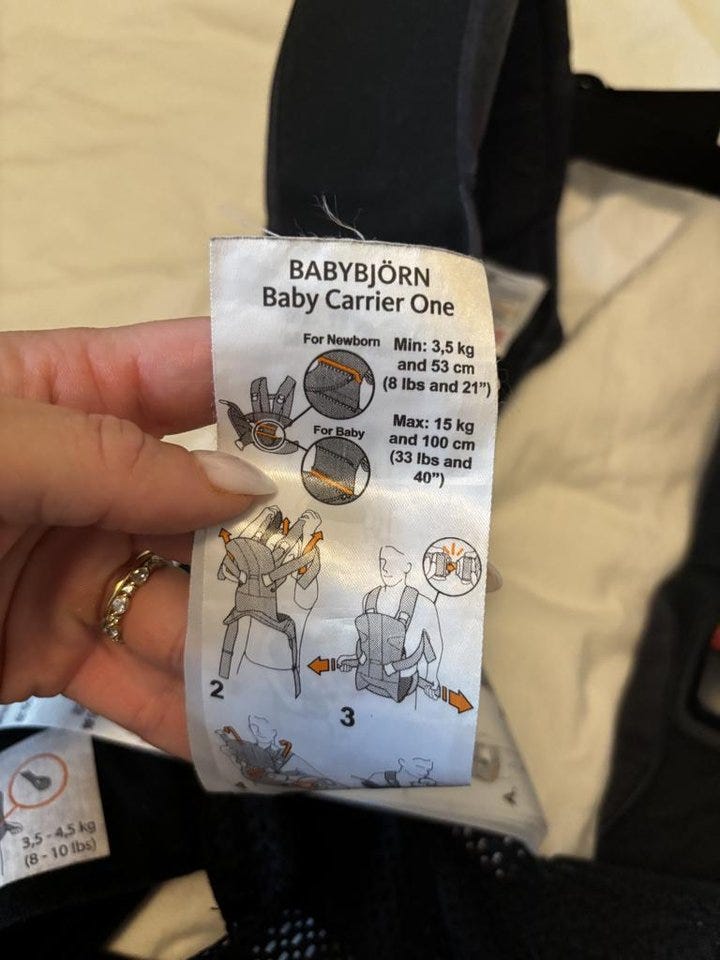 BABYBJÖRN
Baby Carrier One
For Newborn
Min: 3,5 kg
and 53 cm
(8 lbs and 21”)
For Baby
Max: 15 kg
and 100 cm
(33 lbs and
40”)
2
3
3,5 - 4,5 kg
(8 - 10 lbs)